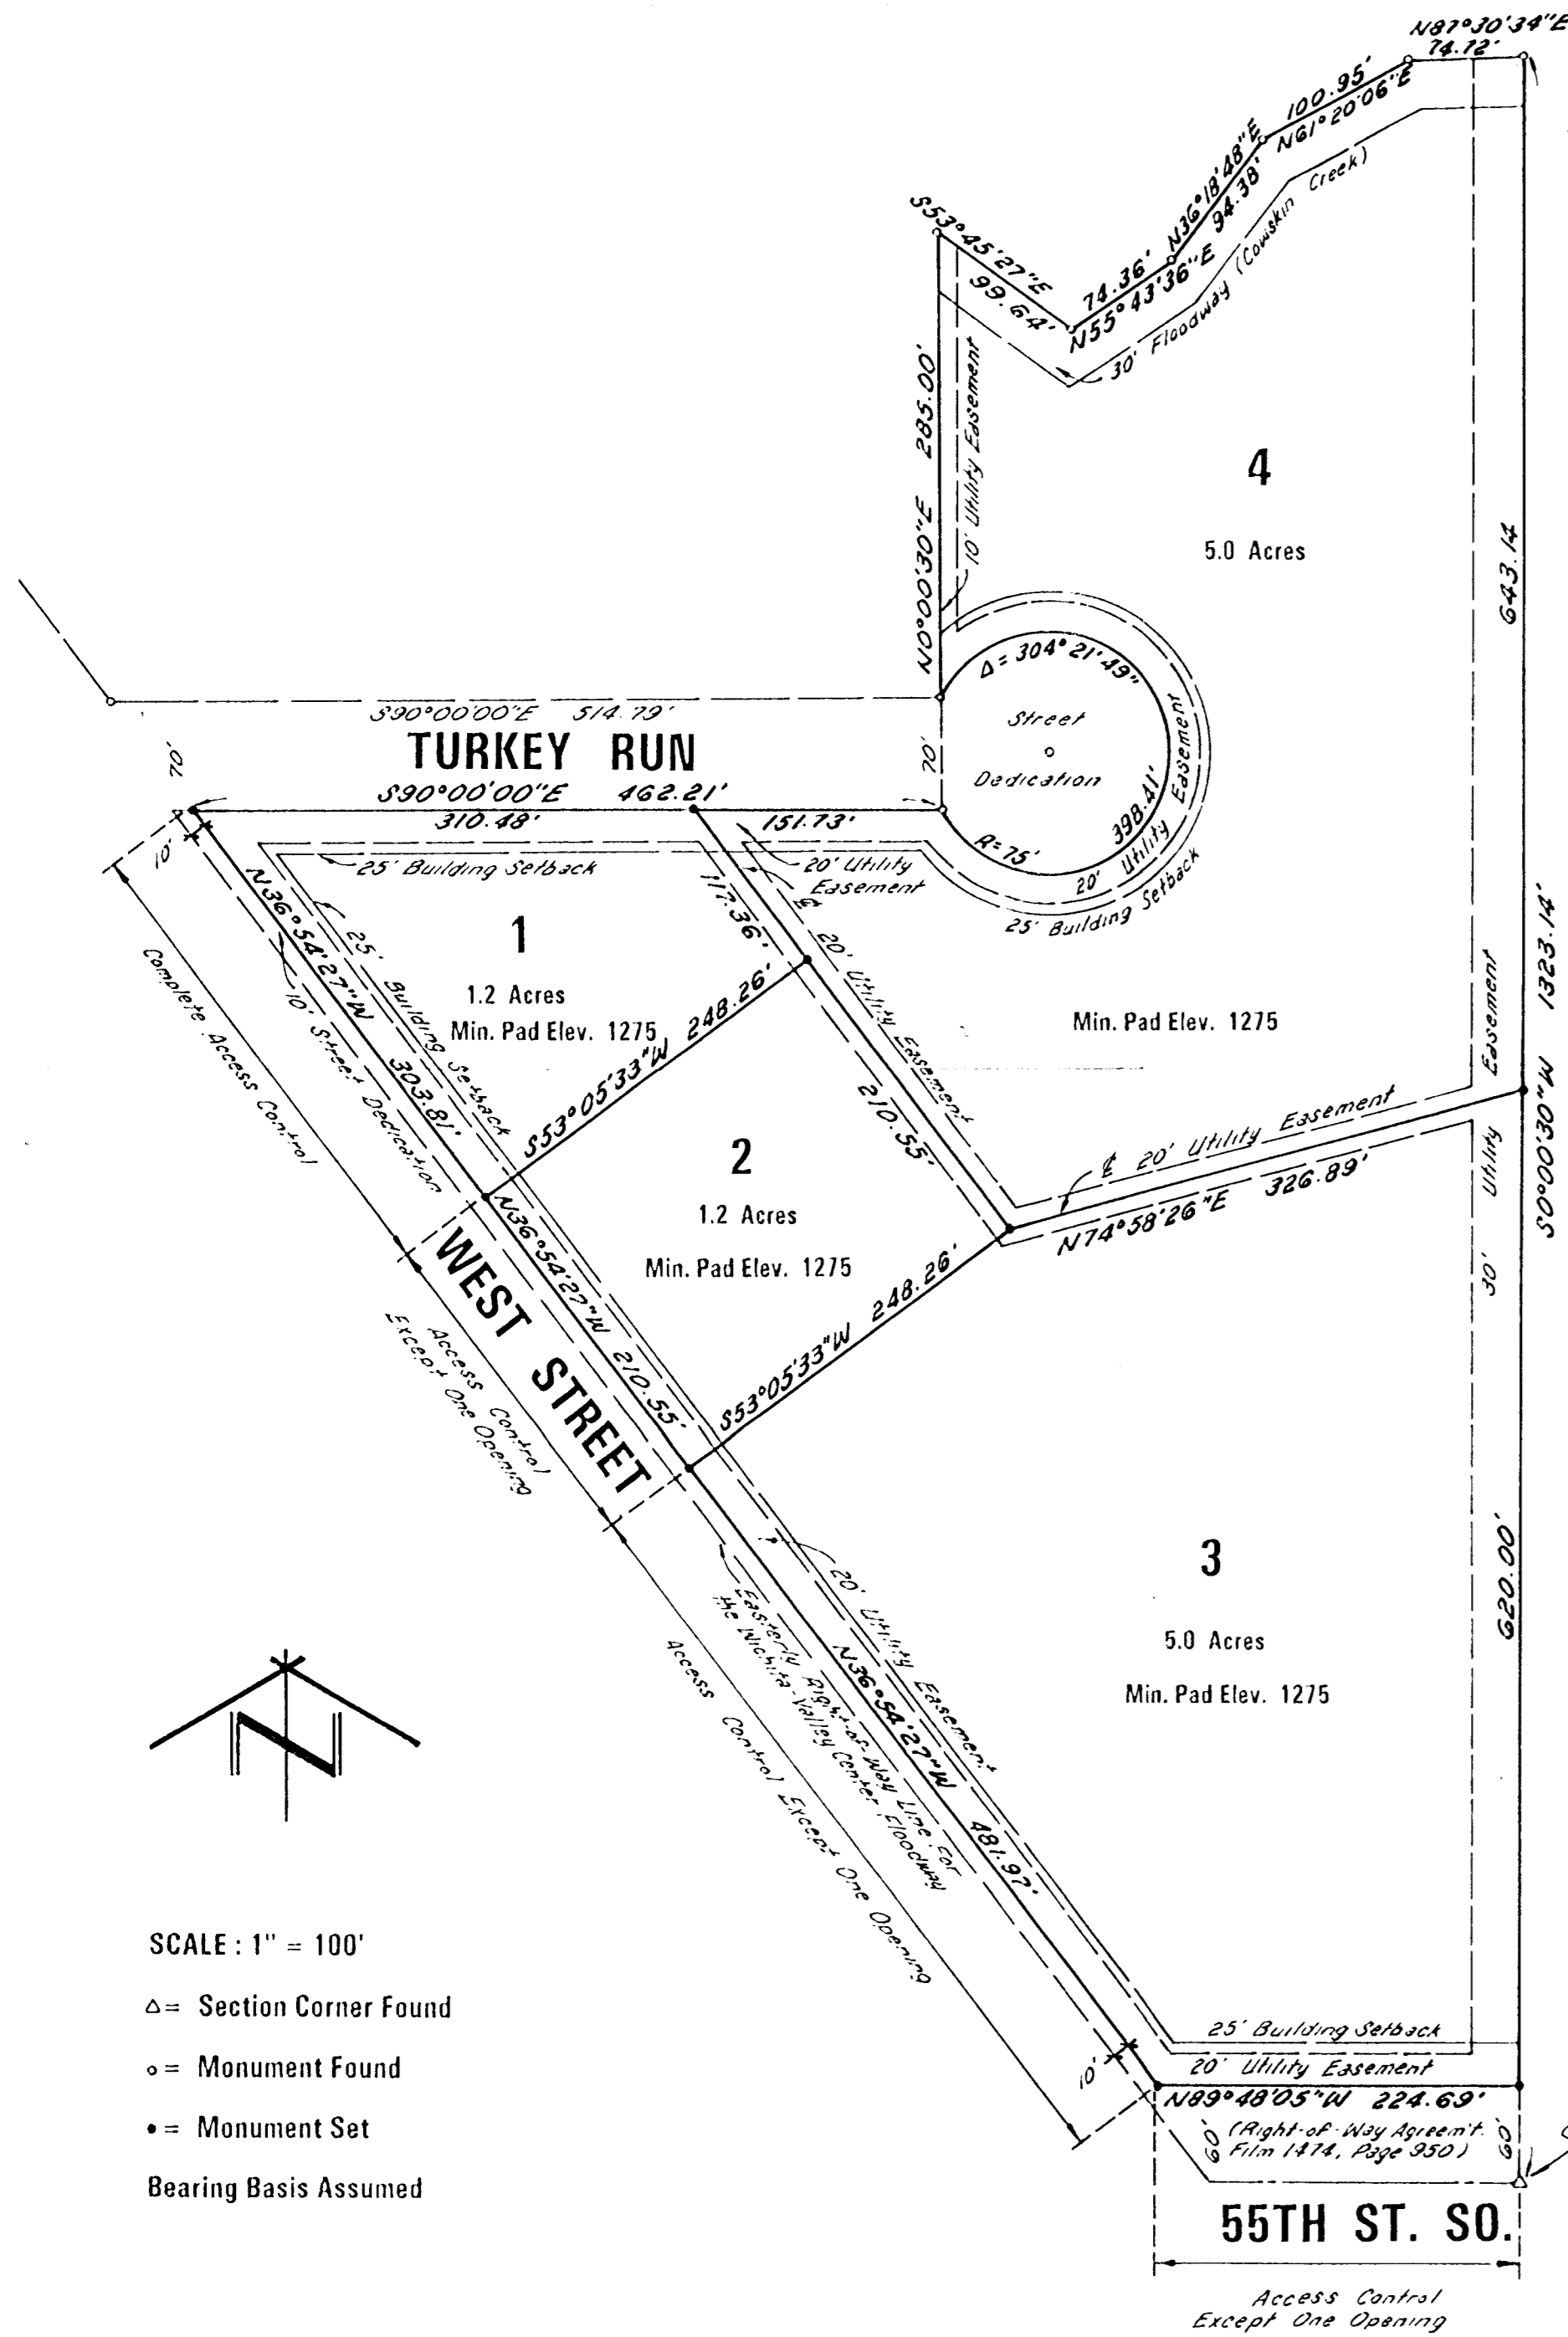 N87°30'34"E
74.72'
100.95'
N61°20'06"E
N36°18'48"E
94.38'
S53°45'27"E
99.64'
74.36'
N55°43'36"E
30' Floodway (Cowskin Creek)
N0°00'30"E 285.00'
10' Utility Easement
4
5.0 Acres
643.14
Δ = 304°21'49"
Street
Dedication
R=75'
398.41'
20' Utility Easement
25' Building Setback
S90°00'00"E 514.79'
TURKEY RUN
70'
70'
S90°00'00"E 462.21'
310.48'
151.73'
10'
25' Building Setback
20' Utility
Easement
117.36'
℄
N36°54'27"W
303.81'
25' Building Setback
10' Street Dedication
Complete Access Control
1
1.2 Acres
Min. Pad Elev. 1275
S53°05'33"W 248.26'
20' Utility Easement
210.55'
Min. Pad Elev. 1275
S0°00'30"W 1323.14'
30' Utility Easement
℄ 20' Utility Easement
N74°58'26"E 326.89'
2
1.2 Acres
Min. Pad Elev. 1275
N36°54'27"W 210.55'
S53°05'33"W 248.26'
WEST STREET
Access Control
Except One Opening
3
5.0 Acres
Min. Pad Elev. 1275
620.00'
20' Utility Easement
N36°54'27"W 481.97'
Easterly Right-of-Way Line For
the Wichita-Valley Center Floodway
Access Control Except One Opening
N
SCALE : 1" = 100'
Δ = Section Corner Found
o = Monument Found
• = Monument Set
Bearing Basis Assumed
25' Building Setback
20' Utility Easement
10'
N89°48'05"W 224.69'
60'
(Right-of-Way Agreem't.
Film 1474, Page 950)
60'
55TH ST. SO.
Access Control
Except One Opening